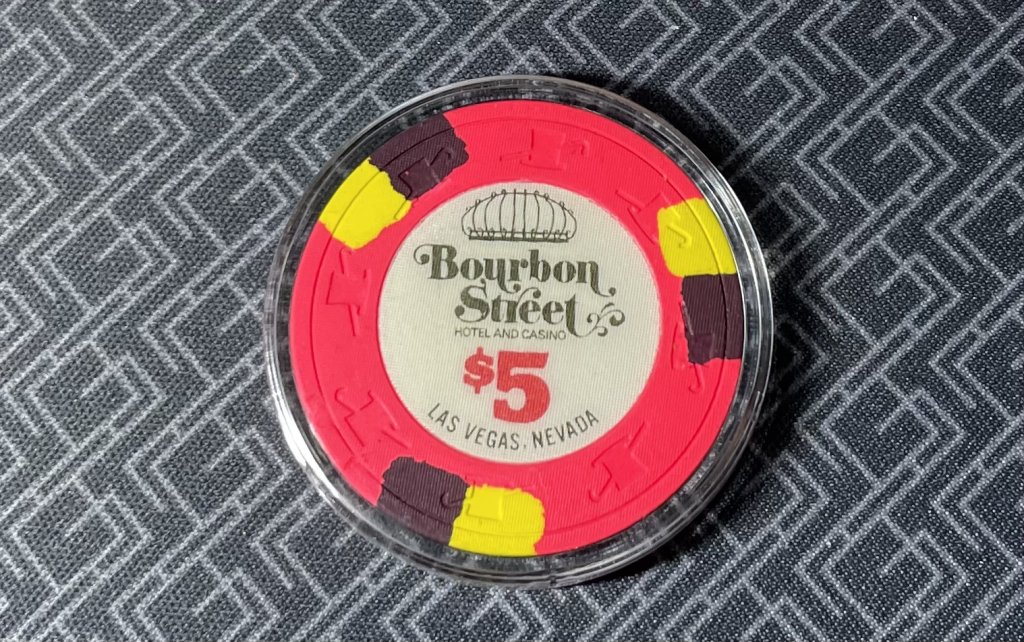 Bourbon
Street
HOTEL AND CASINO
$5
LAS VEGAS, NEVADA